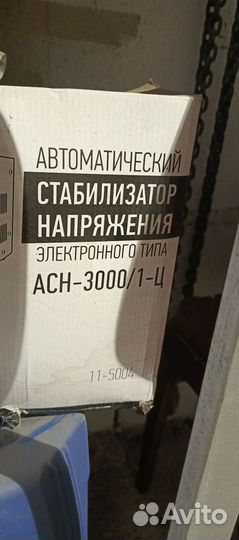 АВТОМАТИЧЕСКИЙ
СТАБИЛИЗАТОР
НАПРЯЖЕНИЯ
ЭЛЕКТРОННОГО ТИПА
АСН-3000/1-Ц
11-5004
Avito